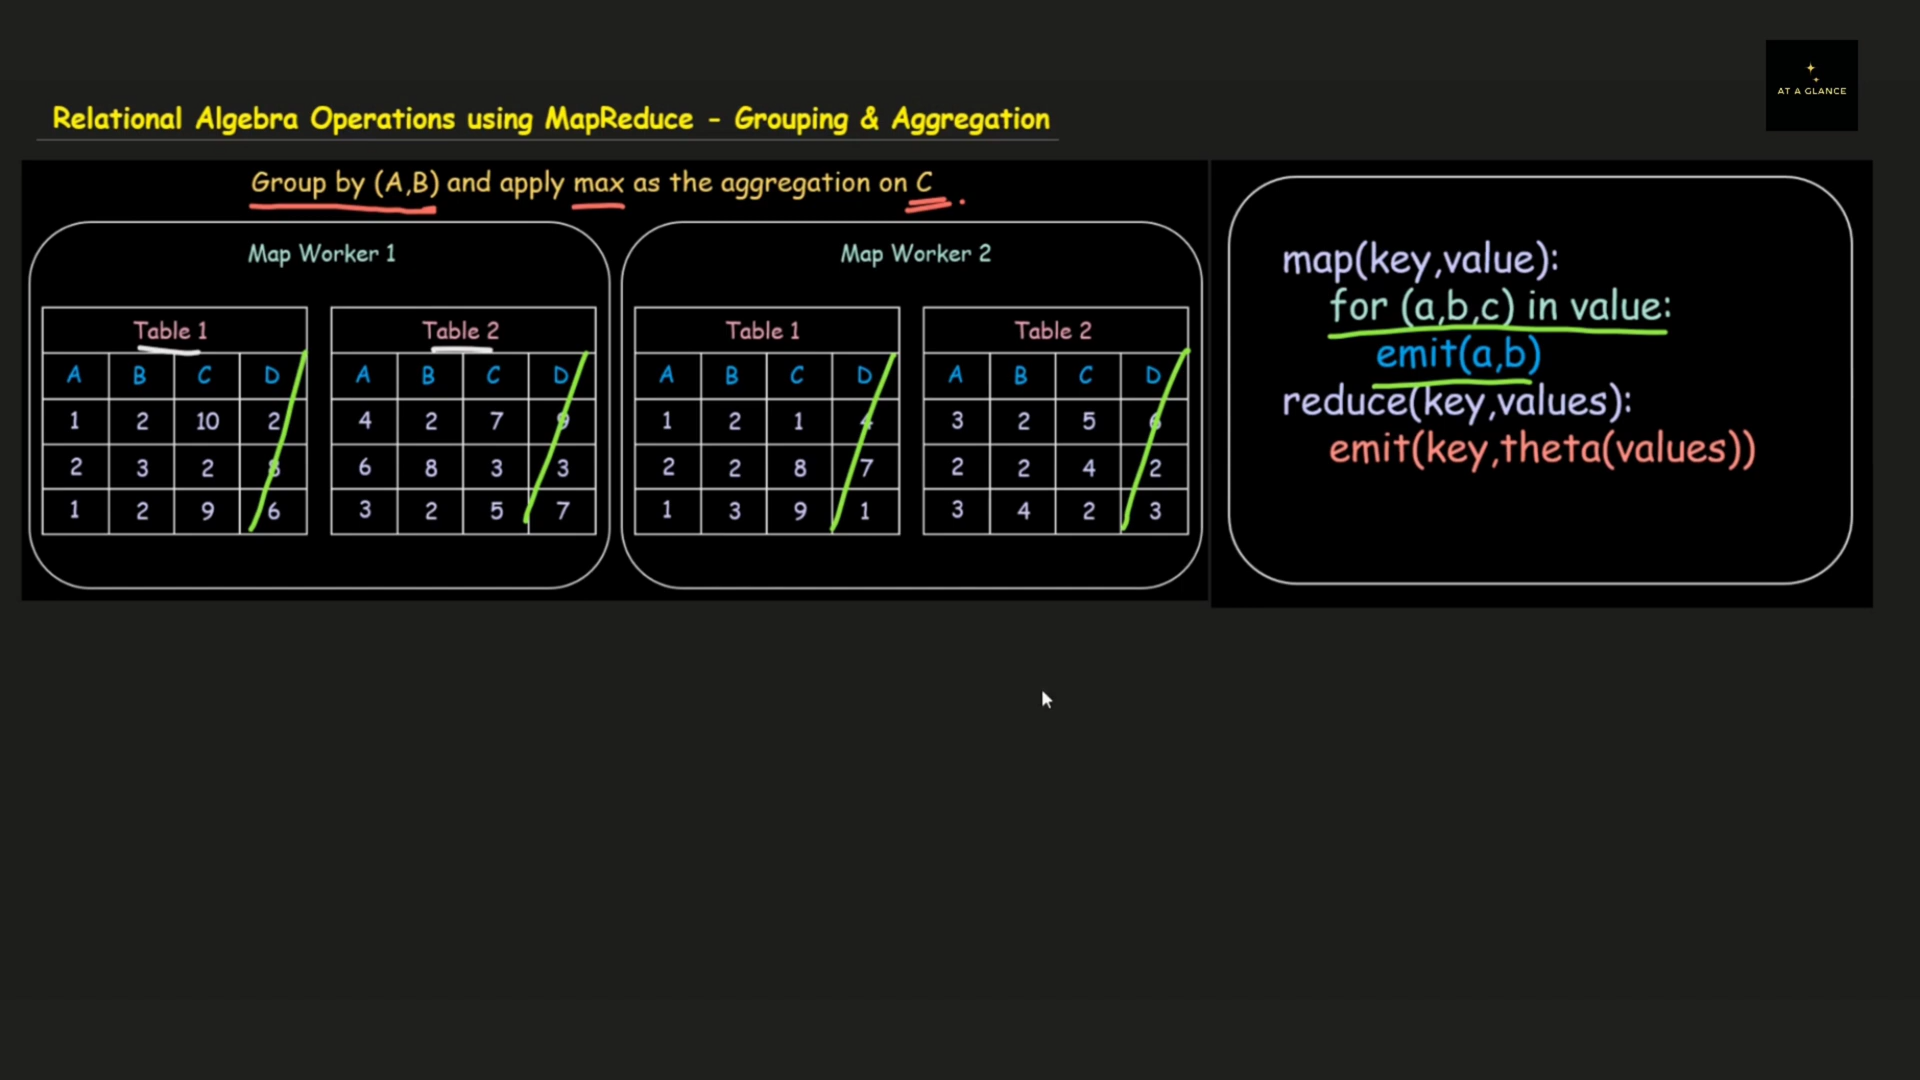 AT A GLANCE
Relational Algebra Operations using MapReduce - Grouping & Aggregation
Group by (A,B) and apply max as the aggregation on C .
Map Worker 1
Table 1
A B C D
1 2 10 2
2 3 2 8
1 2 9 6
Table 2
A B C D
4 2 7 9
6 8 3 3
3 2 5 7
Map Worker 2
Table 1
A B C D
1 2 1 4
2 2 8 7
1 3 9 1
Table 2
A B C D
3 2 5 6
2 2 4 2
3 4 2 3
map(key,value):
for (a,b,c) in value:
emit(a,b)
reduce(key,values):
emit(key,theta(values))